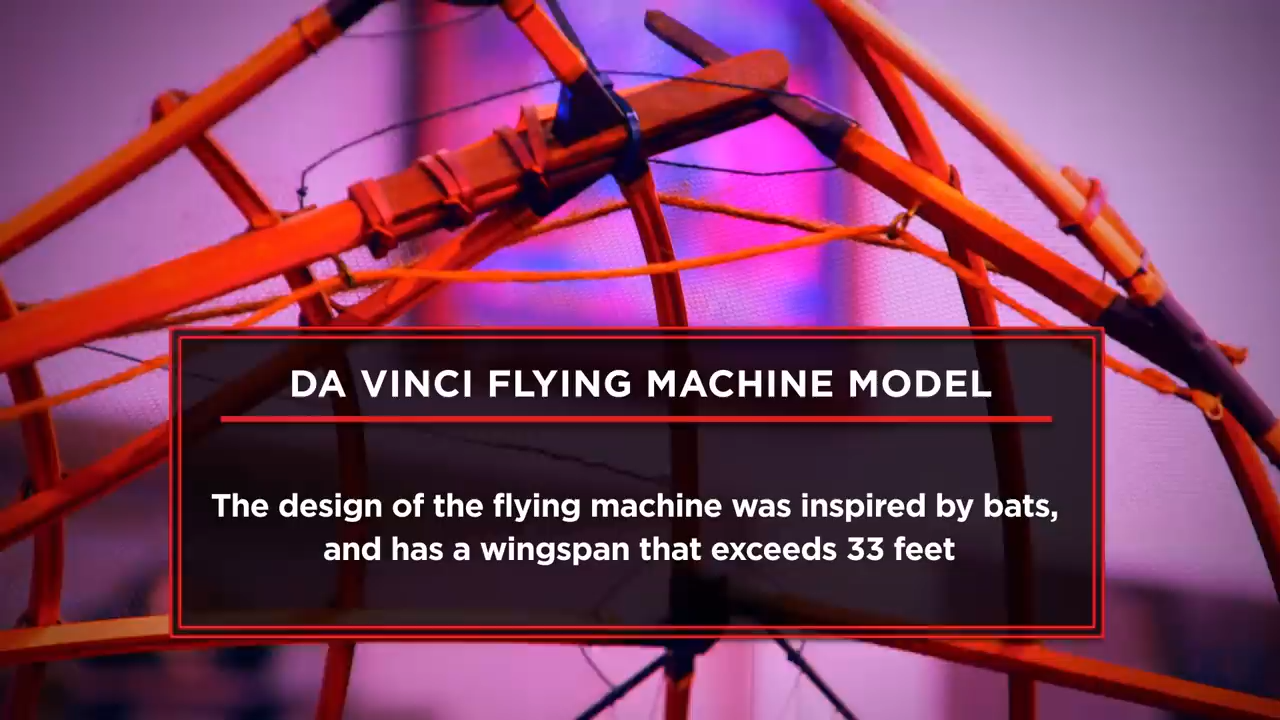 DA VINCI FLYING MACHINE MODEL
The design of the flying machine was inspired by bats,
and has a wingspan that exceeds 33 feet